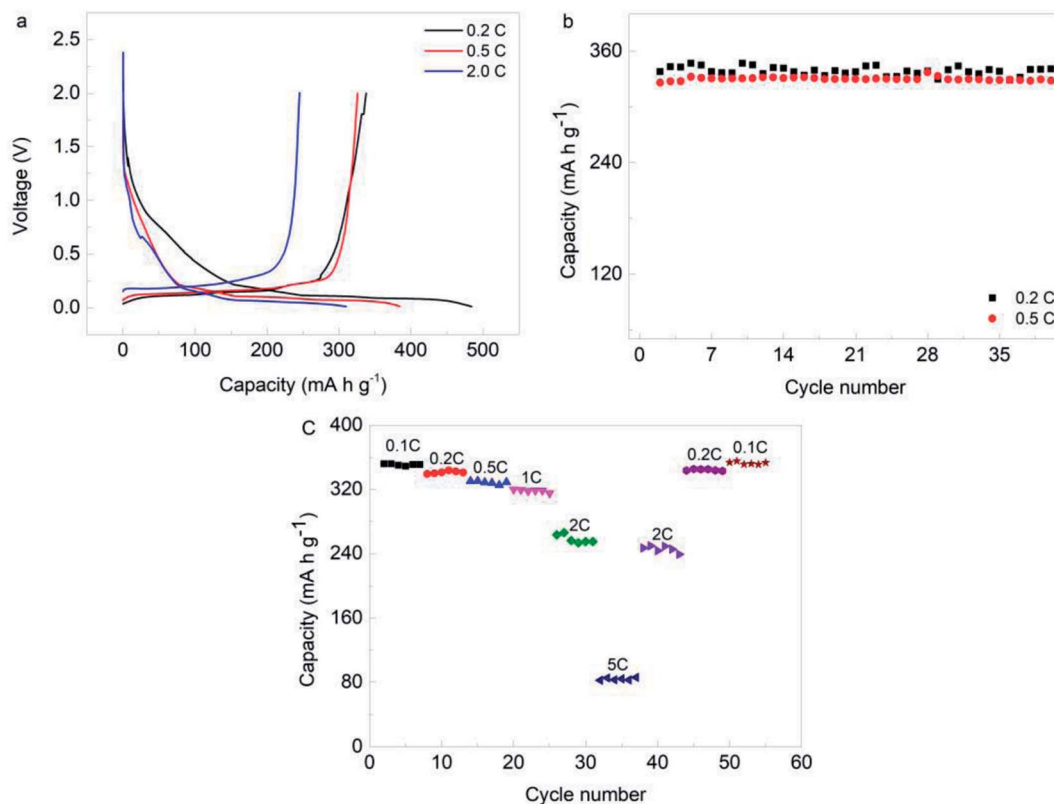 a
2.5
2.0
1.5
1.0
0.5
0.0
Voltage (V)
0.2 C
0.5 C
2.0 C
0 100 200 300 400 500
Capacity (mA h g⁻¹)
b
360
240
120
Capacity (mA h g⁻¹)
0.2 C
0.5 C
0 7 14 21 28 35
Cycle number
C
400
320
240
160
80
0
Capacity (mA h g⁻¹)
0.1C 0.2C 0.5C 1C 2C 5C 2C 0.2C 0.1C
0 10 20 30 40 50 60
Cycle number